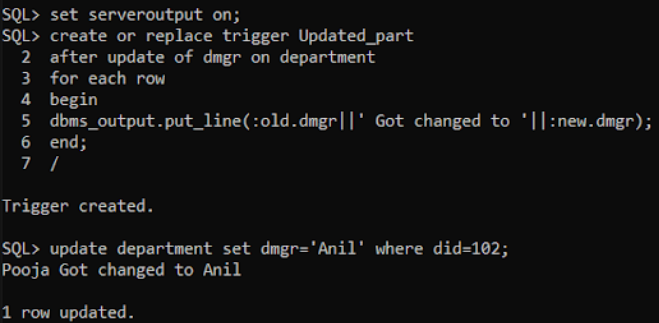 SQL> set serveroutput on;
SQL> create or replace trigger Updated_part
2 after update of dmgr on department
3 for each row
4 begin
5 dbms_output.put_line(:old.dmgr||' Got changed to '||:new.dmgr);
6 end;
7 /
Trigger created.
SQL> update department set dmgr='Anil' where did=102;
Pooja Got changed to Anil
1 row updated.